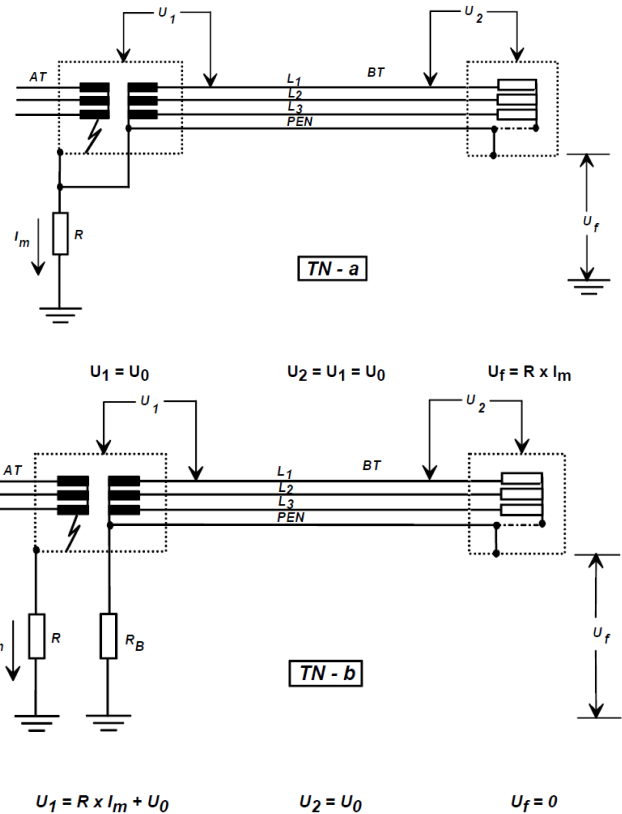 U1
U2
AT
L1
BT
L2
L3
PEN
Im
R
Uf
TN - a
U1 = U0
U2 = U1 = U0
Uf = R x Im
U1
U2
AT
L1
BT
L2
L3
PEN
R
RB
Uf
TN - b
U1 = R x Im + U0
U2 = U0
Uf = 0